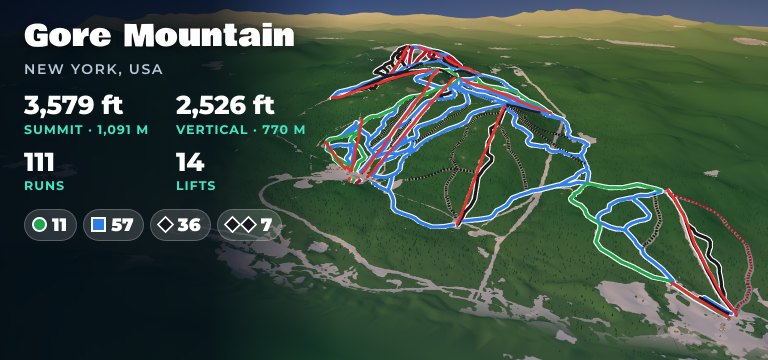 Gore Mountain
NEW YORK, USA
3,579 ft 2,526 ft
SUMMIT · 1,091 M VERTICAL · 770 M
111 14
RUNS LIFTS
11 57 36 7